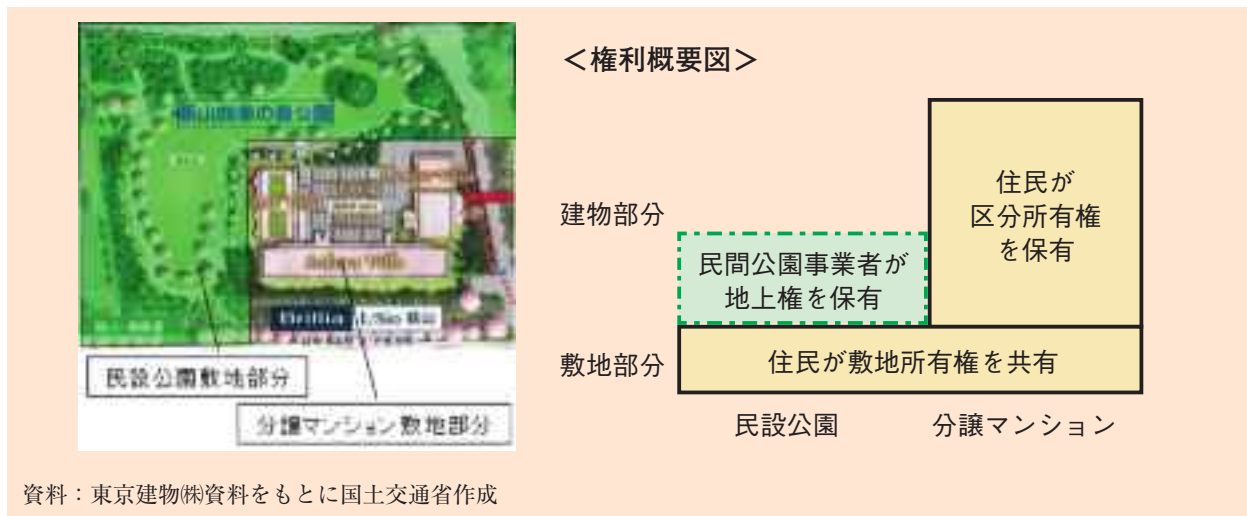 ＜権利概要図＞
建物部分
住民が
区分所有権
を保有
民間公園事業者が
地上権を保有
敷地部分
住民が敷地所有権を共有
民設公園
分譲マンション
民設公園敷地部分
分譲マンション敷地部分
資料：東京建物㈱資料をもとに国土交通省作成